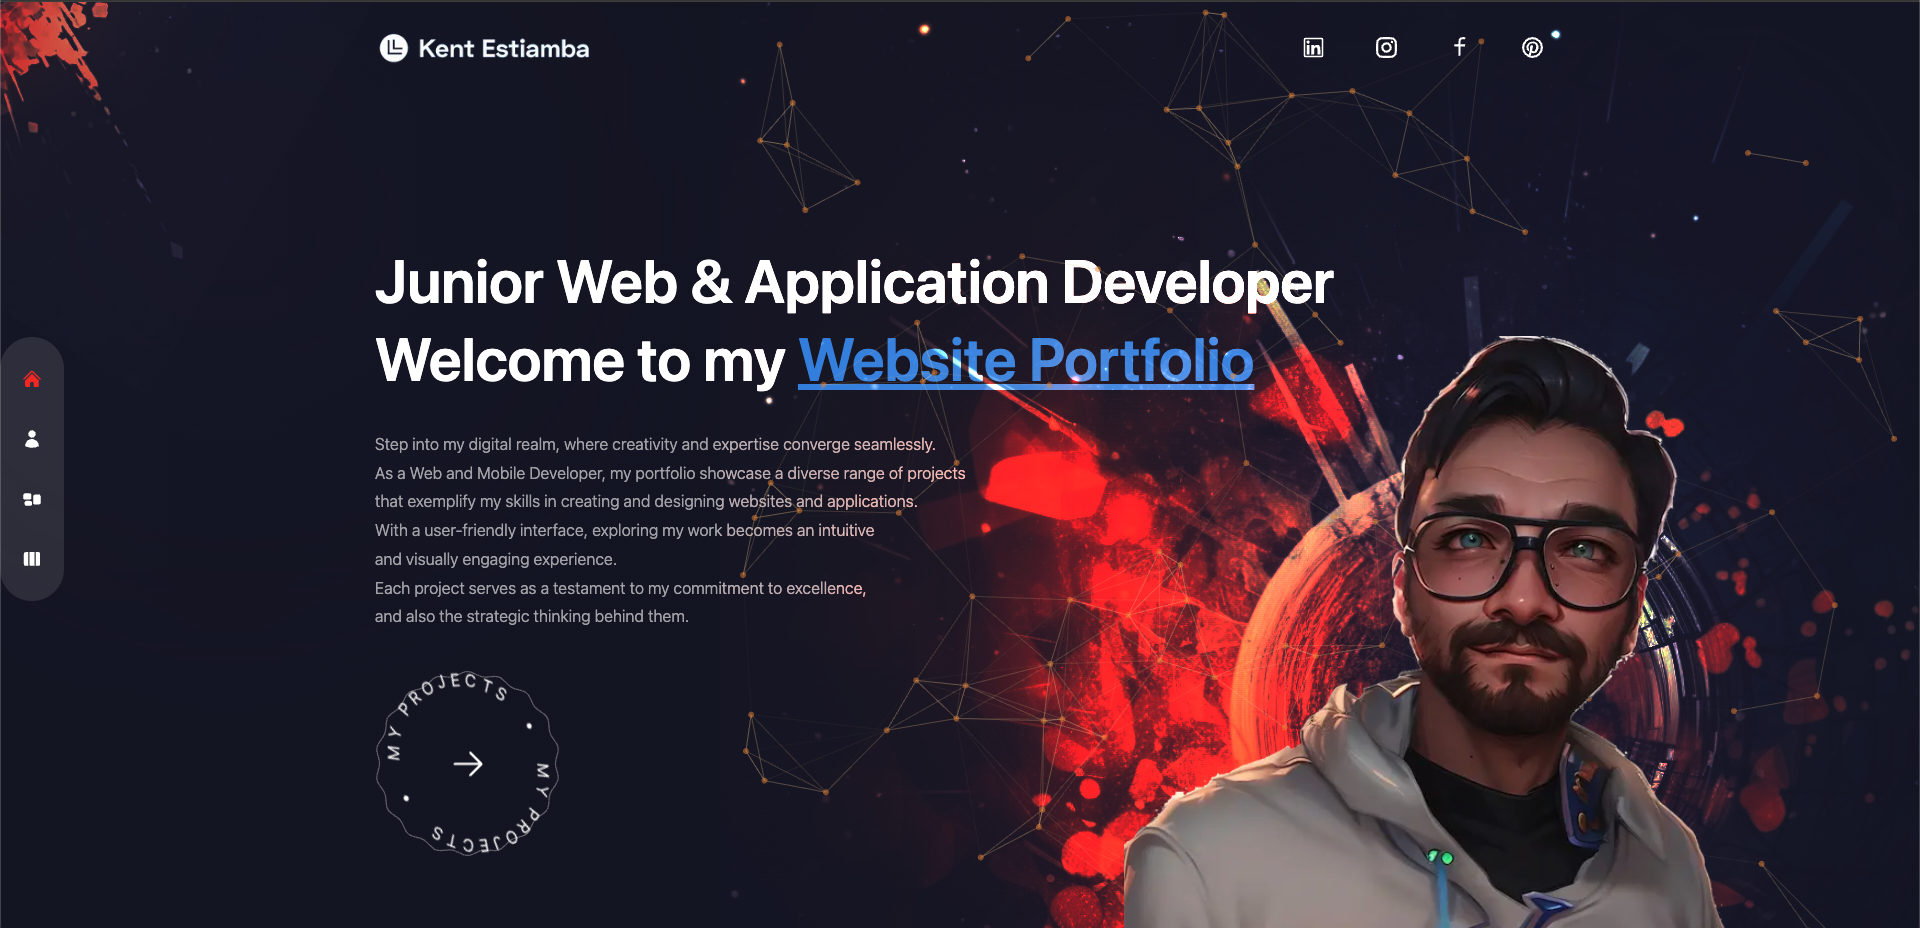 Kent Estiamba
Junior Web & Application Developer
Welcome to my Website Portfolio
Step into my digital realm, where creativity and expertise converge seamlessly.
As a Web and Mobile Developer, my portfolio showcase a diverse range of projects
that exemplify my skills in creating and designing websites and applications.
With a user-friendly interface, exploring my work becomes an intuitive
and visually engaging experience.
Each project serves as a testament to my commitment to excellence,
and also the strategic thinking behind them.
MY PROJECTS • MY PROJECTS •